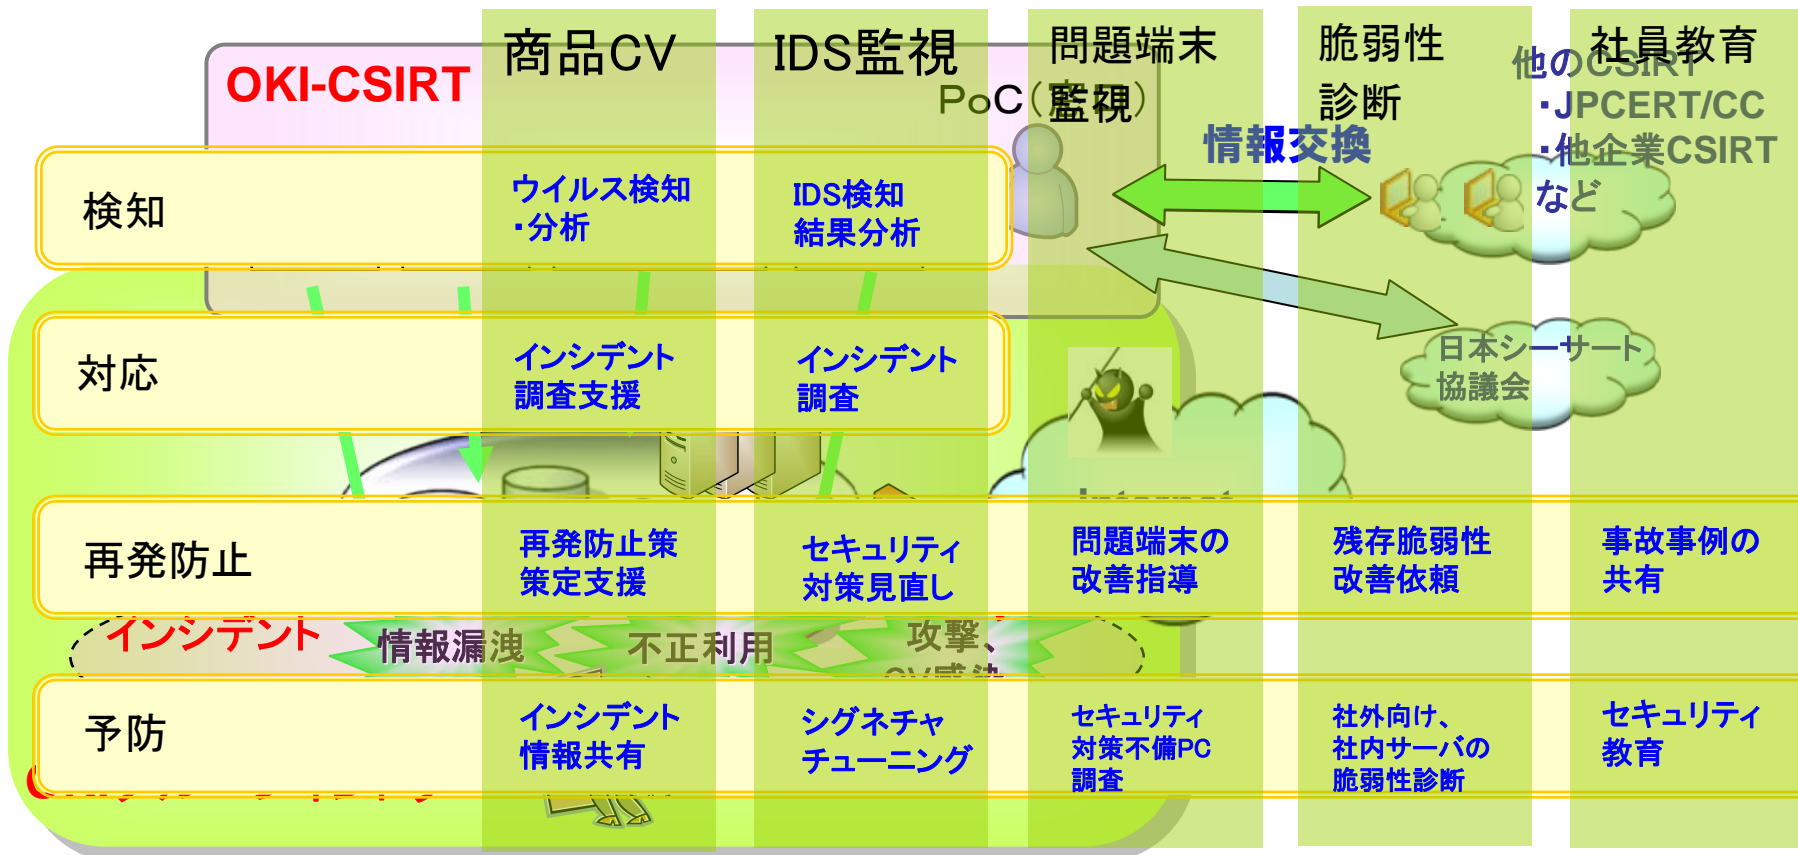 商品CV
IDS監視
問題端末
監視
脆弱性
診断
社員教育
OKI-CSIRT
PoC(窓口)
他のCSIRT
・JPCERT/CC
・他企業CSIRT
など
情報交換
検知
ウイルス検知
・分析
IDS検知
結果分析
対応
インシデント
調査支援
インシデント
調査
日本シーサート
協議会
Internet
再発防止
再発防止策
策定支援
セキュリティ
対策見直し
問題端末の
改善指導
残存脆弱性
改善依頼
事故事例の
共有
インシデント
情報漏洩
不正利用
攻撃、
CV感染
予防
インシデント
情報共有
シグネチャ
チューニング
セキュリティ
対策不備PC
調査
社外向け、
社内サーバの
脆弱性診断
セキュリティ
教育